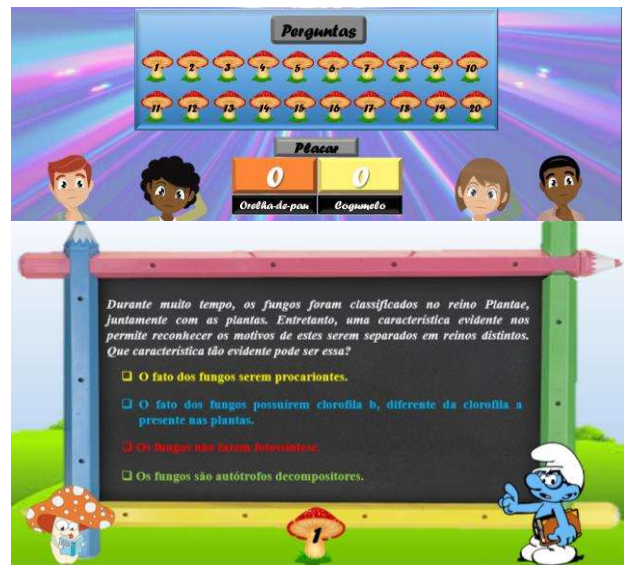 Perguntas
1 2 3 4 5 6 7 8 9 10
11 12 13 14 15 16 17 18 19 20
Placar
0 0
Orelha-de-pau Cogumelo
Durante muito tempo, os fungos foram classificados no reino Plantae,
juntamente com as plantas. Entretanto, uma característica evidente nos
permite reconhecer os motivos de estes serem separados em reinos distintos.
Que característica tão evidente pode ser essa?
O fato dos fungos serem procariontes.
O fato dos fungos possuírem clorofila b, diferente da clorofila a
presente nas plantas.
Os fungos não fazem fotossíntese.
Os fungos são autótrofos decompositores.
1